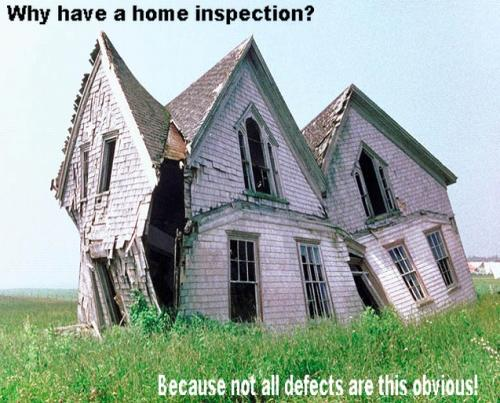 Why have a home inspection?
Because not all defects are this obvious!